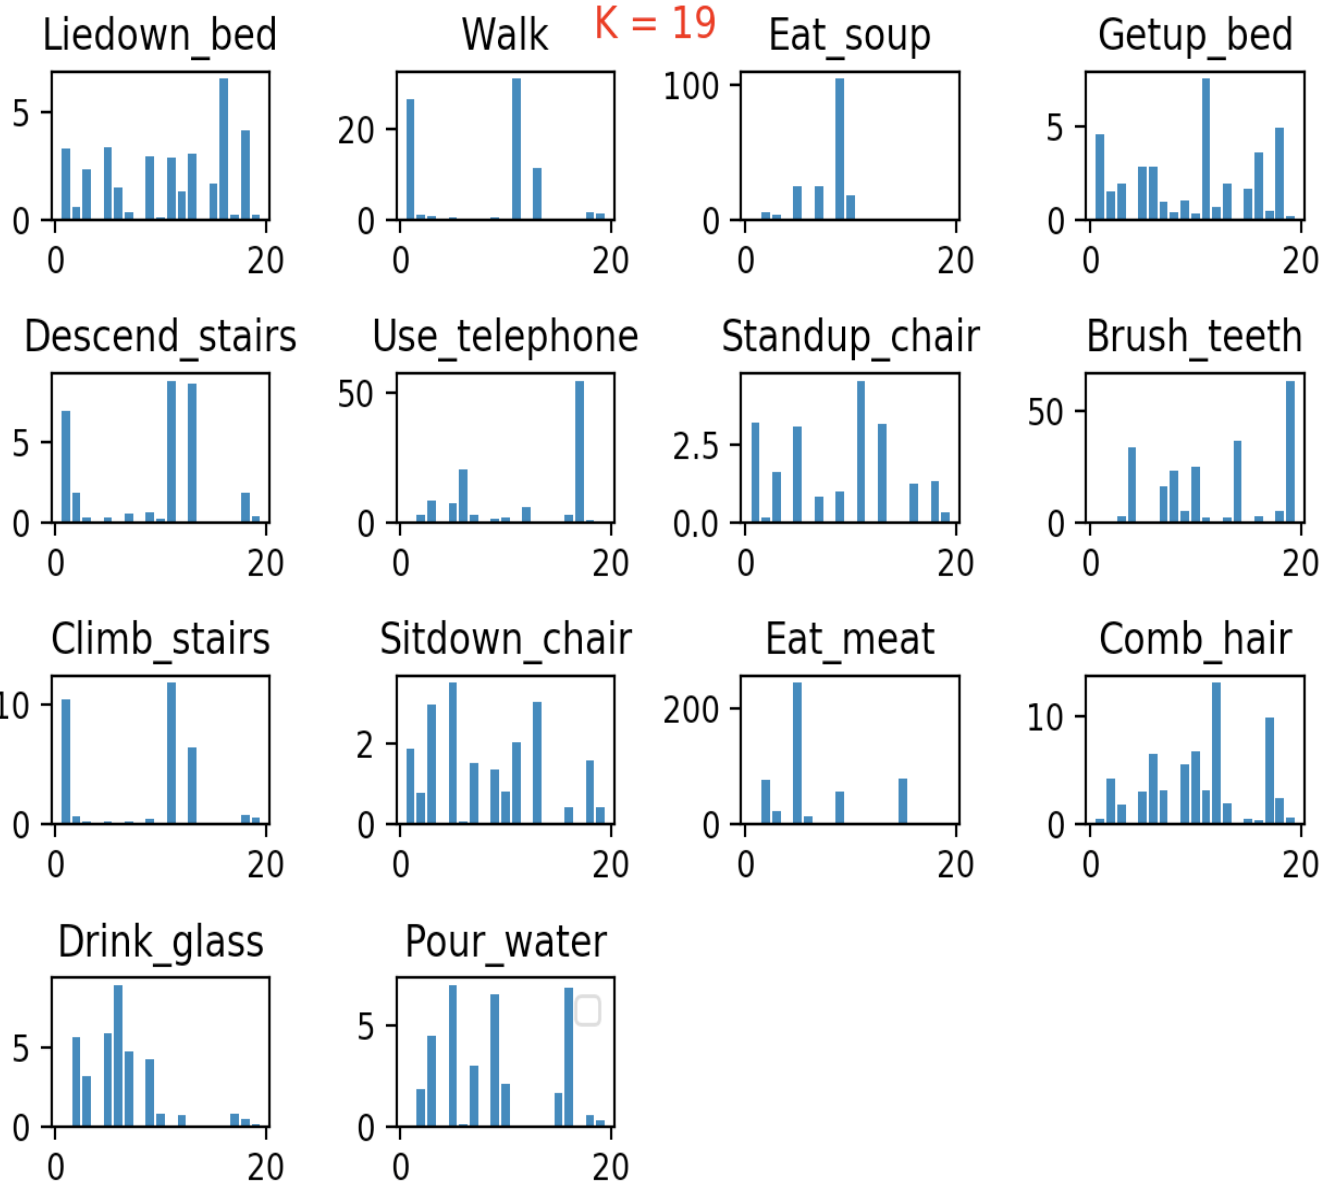 K = 19
Liedown_bed Walk Eat_soup Getup_bed
5 0 0 20
20 0 0 20
100 0 0 20
5 0 0 20
Descend_stairs Use_telephone Standup_chair Brush_teeth
5 0 0 20
50 0 0 20
2.5 0.0 0 20
50 0 0 20
Climb_stairs Sitdown_chair Eat_meat Comb_hair
10 0 0 20
2 0 0 20
200 0 0 20
10 0 0 20
Drink_glass Pour_water
5 0 0 20
5 0 0 20